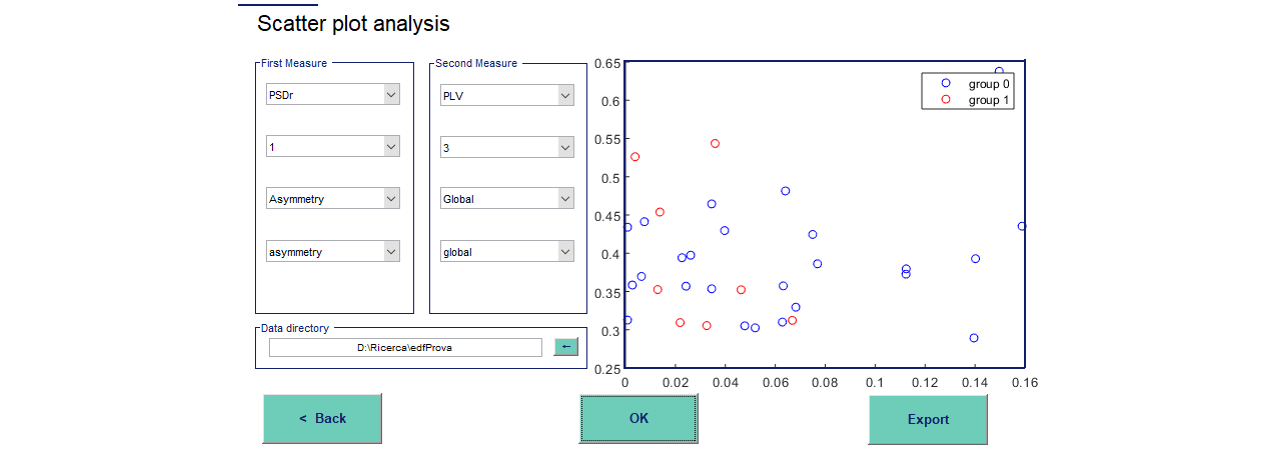 Scatter plot analysis
First Measure
PSDr
1
Asymmetry
asymmetry
Second Measure
PLV
3
Global
global
Data directory
D:\Ricerca\edfProva
←
0.65
0.6
0.55
0.5
0.45
0.4
0.35
0.3
0.25
0 0.02 0.04 0.06 0.08 0.1 0.12 0.14 0.16
group 0
group 1
< Back
OK
Export